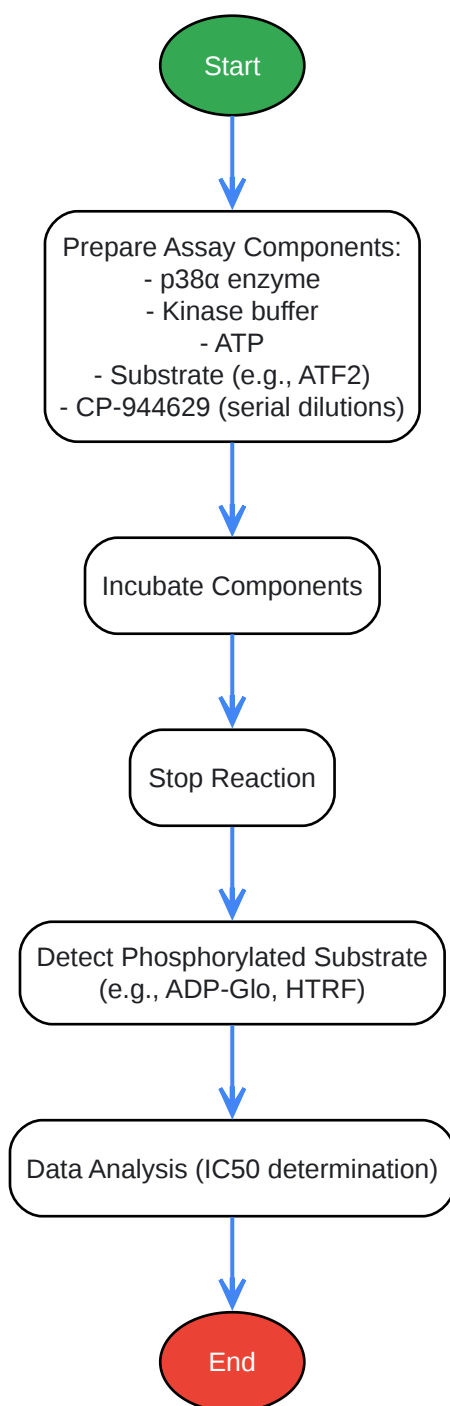 Start
Prepare Assay Components:
- p38α enzyme
- Kinase buffer
- ATP
- Substrate (e.g., ATF2)
- CP-944629 (serial dilutions)
Incubate Components
Stop Reaction
Detect Phosphorylated Substrate
(e.g., ADP-Glo, HTRF)
Data Analysis (IC50 determination)
End